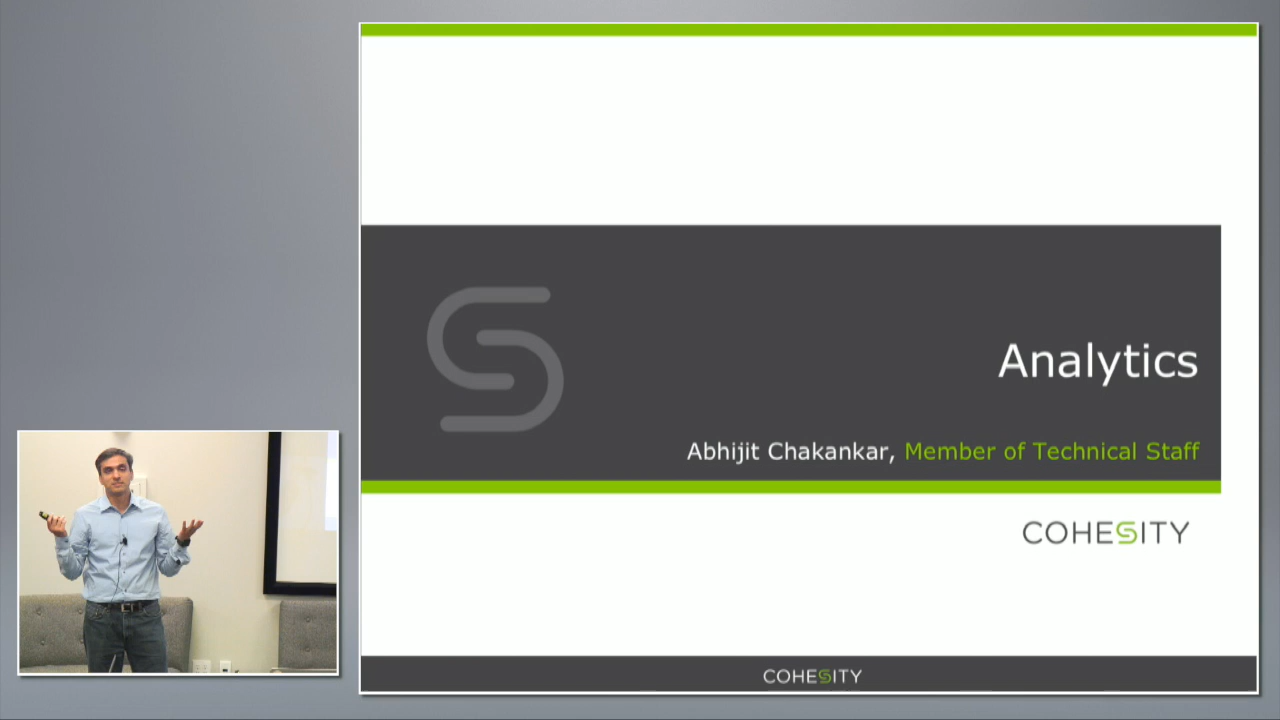 Analytics
Abhijit Chakankar, Member of Technical Staff
COHESITY
COHESITY